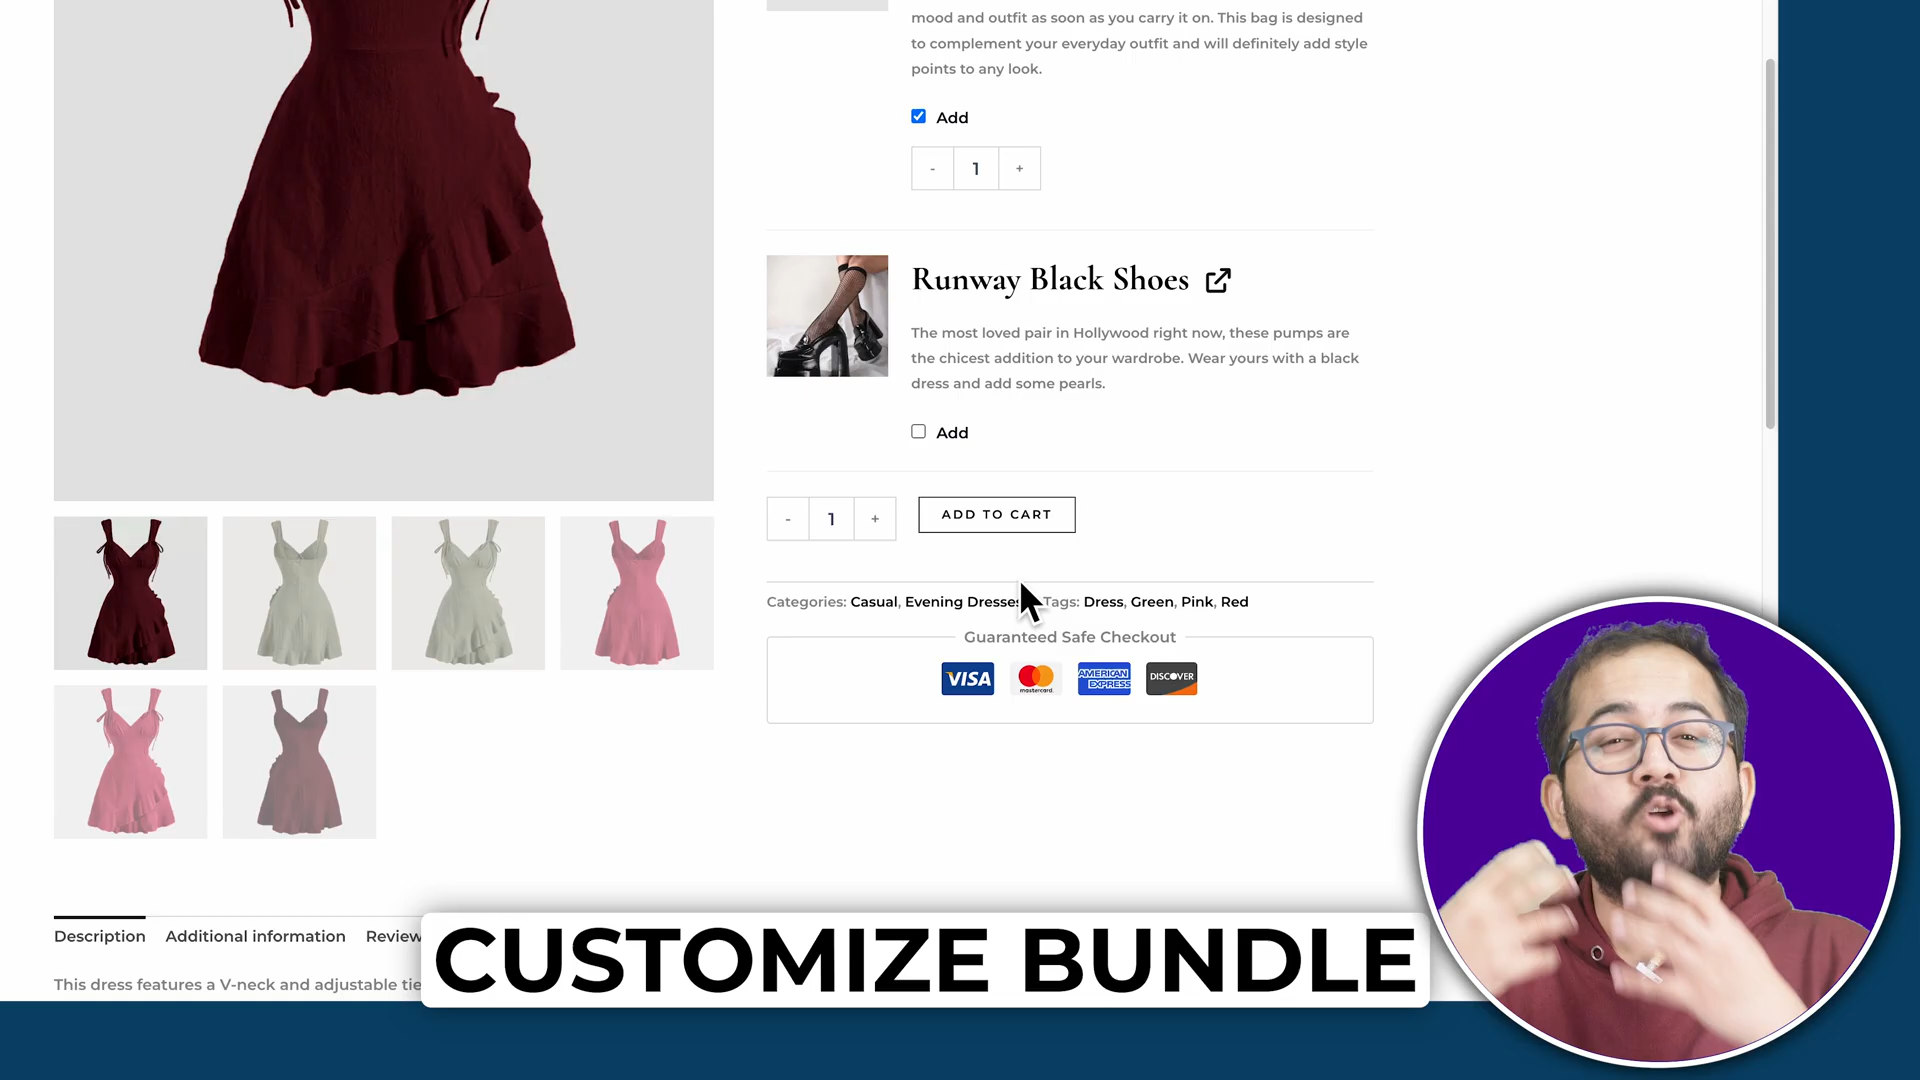 mood and outfit as soon as you carry it on. This bag is designed
to complement your everyday outfit and will definitely add style
points to any look.
Add
- 1 +
Runway Black Shoes
The most loved pair in Hollywood right now, these pumps are
the chicest addition to your wardrobe. Wear yours with a black
dress and add some pearls.
Add
- 1 + ADD TO CART
Categories: Casual, Evening Dresses Tags: Dress, Green, Pink, Red
Guaranteed Safe Checkout
VISA mastercard. AMERICAN EXPRESS DISCOVER
Description Additional information Review
This dress features a V-neck and adjustable tie
CUSTOMIZE BUNDLE